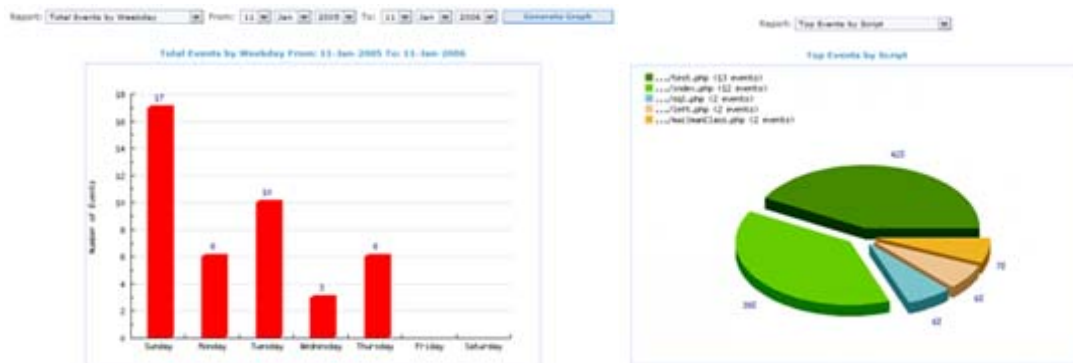 Report: Total Events by Weekday From: 11 Jan 2005 To: 11 Jan 2006 Generate Graph
Total Events by Weekday From: 11-Jan-2005 To: 11-Jan-2006
18
16
14
12
10
8
6
4
2
0
Number of Events
17
6
10
3
6
Sunday Monday Tuesday Wednesday Thursday Friday Saturday
Report: Top Events by Script
Top Events by Script
.../test.php (13 events)
.../index.php (12 events)
.../sql.php (2 events)
.../left.php (2 events)
.../mailmanClass.php (2 events)